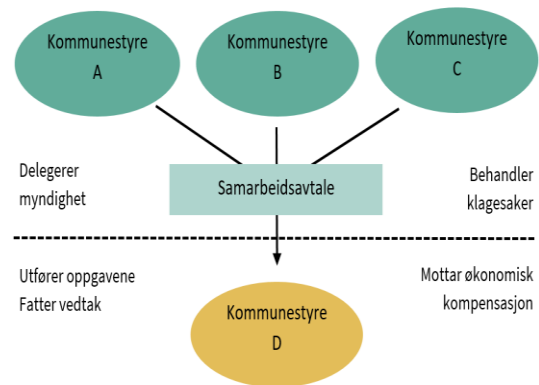 Kommunestyre
A
Kommunestyre
B
Kommunestyre
C
Delegerer
myndighet
Samarbeidsavtale
Behandler
klagesaker
Utfører oppgavene
Fatter vedtak
Mottar økonomisk
kompensasjon
Kommunestyre
D